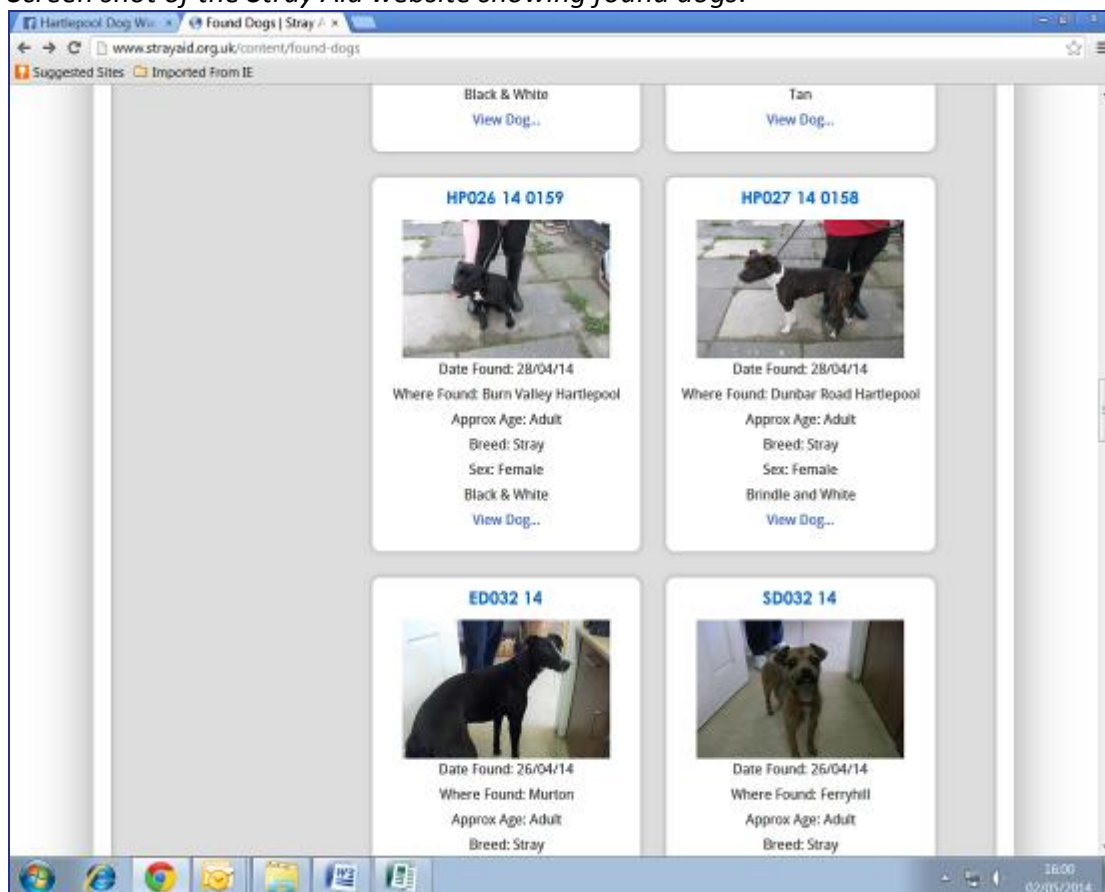 Screen shot of the Stray Aid website showing found dogs.
Hartlepool Dog Wa
Found Dogs | Stray A
www.strayaid.org.uk/content/found-dogs
Suggested Sites Imported From IE
Black & White
View Dog...
Tan
View Dog...
HP026 14 0159
Date Found: 28/04/14
Where Found: Burn Valley Hartlepool
Approx Age: Adult
Breed: Stray
Sex: Female
Black & White
View Dog...
HP027 14 0158
Date Found: 28/04/14
Where Found: Dunbar Road Hartlepool
Approx Age: Adult
Breed: Stray
Sex: Female
Brindle and White
View Dog...
ED032 14
Date Found: 26/04/14
Where Found: Murton
Approx Age: Adult
Breed: Stray
SD032 14
Date Found: 26/04/14
Where Found: Ferryhill
Approx Age: Adult
Breed: Stray
16:00
02/05/2014